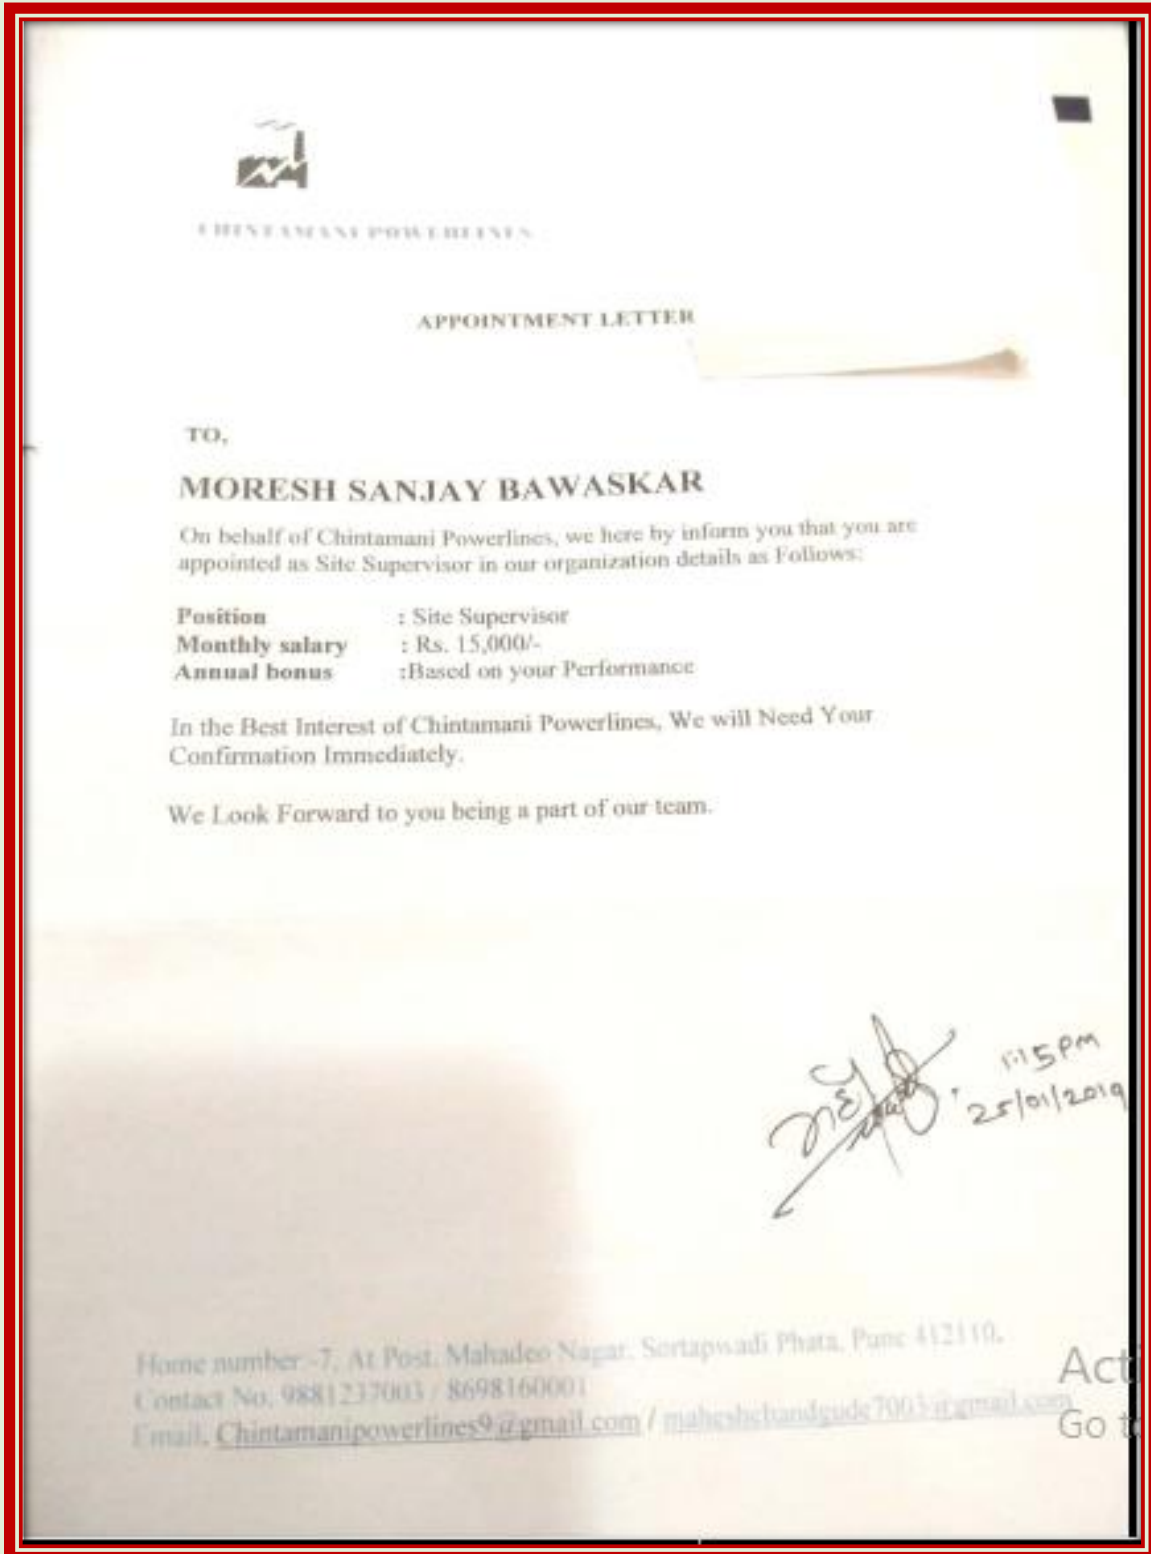 CHINTAMANI POWERLINES
APPOINTMENT LETTER
TO,
MORESH SANJAY BAWASKAR
On behalf of Chintamani Powerlines, we here by inform you that you are
appointed as Site Supervisor in our organization details as Follows:
Position : Site Supervisor
Monthly salary : Rs. 15,000/-
Annual bonus :Based on your Performance
In the Best Interest of Chintamani Powerlines, We will Need Your
Confirmation Immediately.
We Look Forward to you being a part of our team.
1:15 PM
25/01/2019
Home number -7, At Post. Mahadeo Nagar, Sortapwadi Phata, Pune 412110.
Contact No. 9881237003 / 8698160001
Email. Chintamanipowerlines9@gmail.com / maheshchandgude7003@gmail.com
Acti
Go t